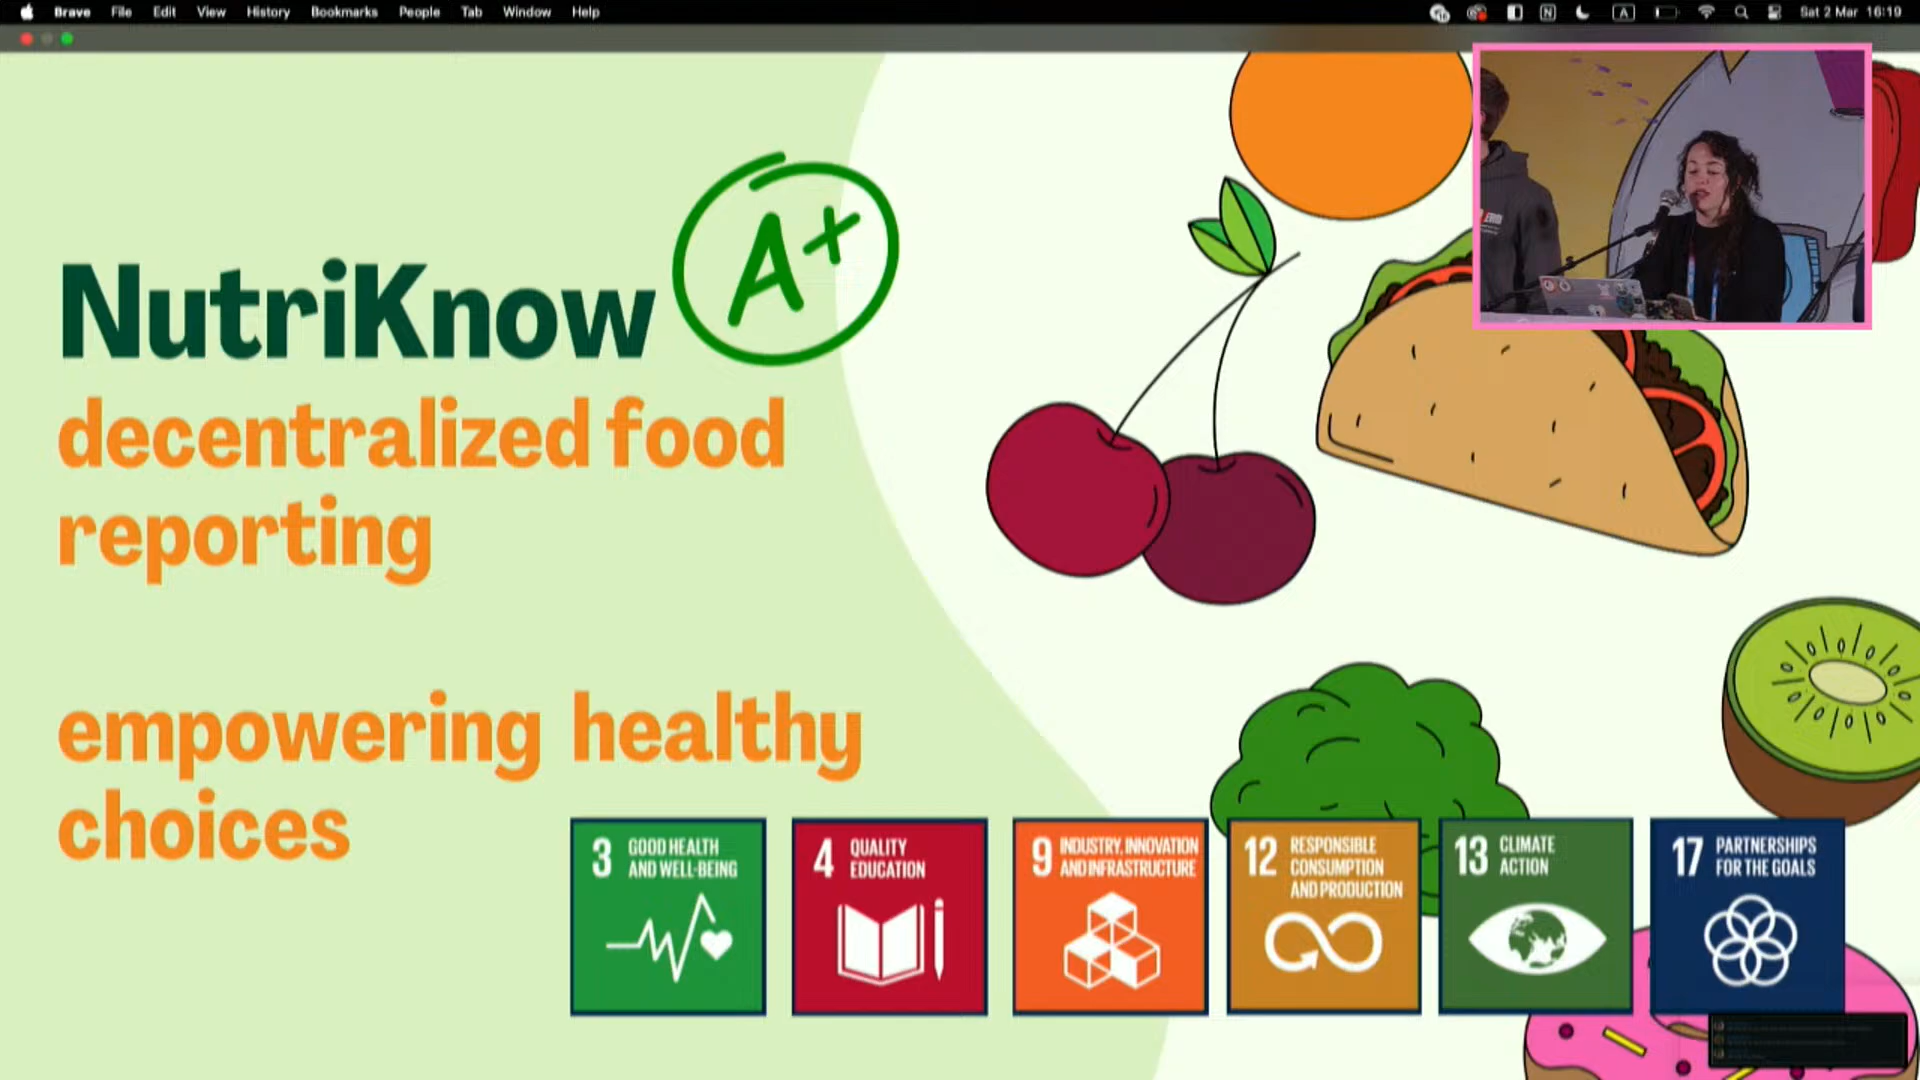 Brave File Edit View History Bookmarks People Tab Window Help
A
Sat 2 Mar 16:19
NutriKnow
A+
decentralized food
reporting
empowering healthy
choices
3 GOOD HEALTH
AND WELL-BEING
4 QUALITY
EDUCATION
9 INDUSTRY, INNOVATION
AND INFRASTRUCTURE
12 RESPONSIBLE
CONSUMPTION
AND PRODUCTION
13 CLIMATE
ACTION
17 PARTNERSHIPS
FOR THE GOALS